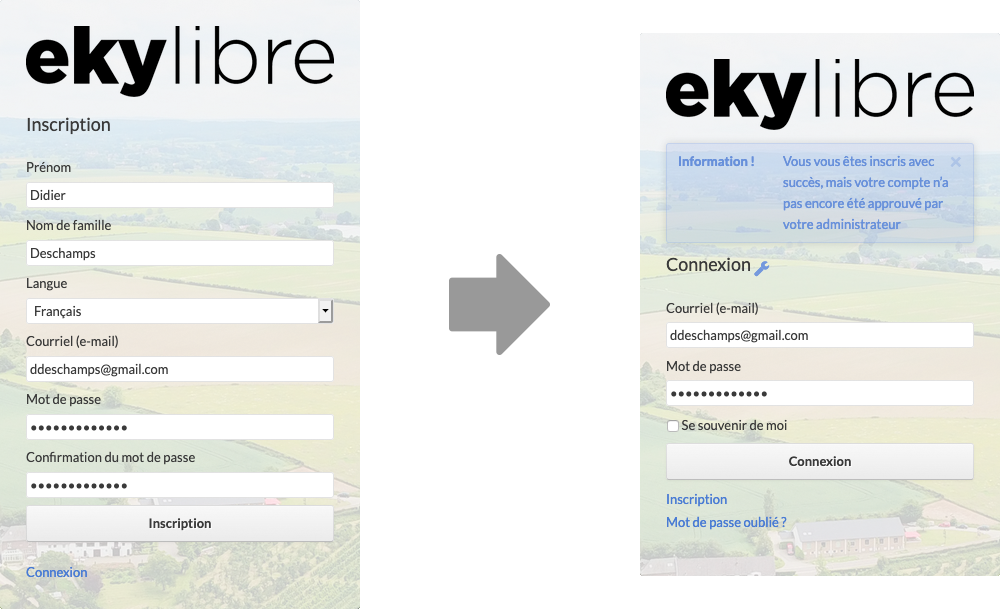 ekylibre
Inscription
Prénom
Didier
Nom de famille
Deschamps
Langue
Français
Courriel (e-mail)
ddeschamps@gmail.com
Mot de passe
•••••••••••••
Confirmation du mot de passe
•••••••••••••
Inscription
Connexion
ekylibre
Information !
Vous vous êtes inscris avec
succès, mais votre compte n'a
pas encore été approuvé par
votre administrateur
×
Connexion
Courriel (e-mail)
ddeschamps@gmail.com
Mot de passe
•••••••••••••
Se souvenir de moi
Connexion
Inscription
Mot de passe oublié ?